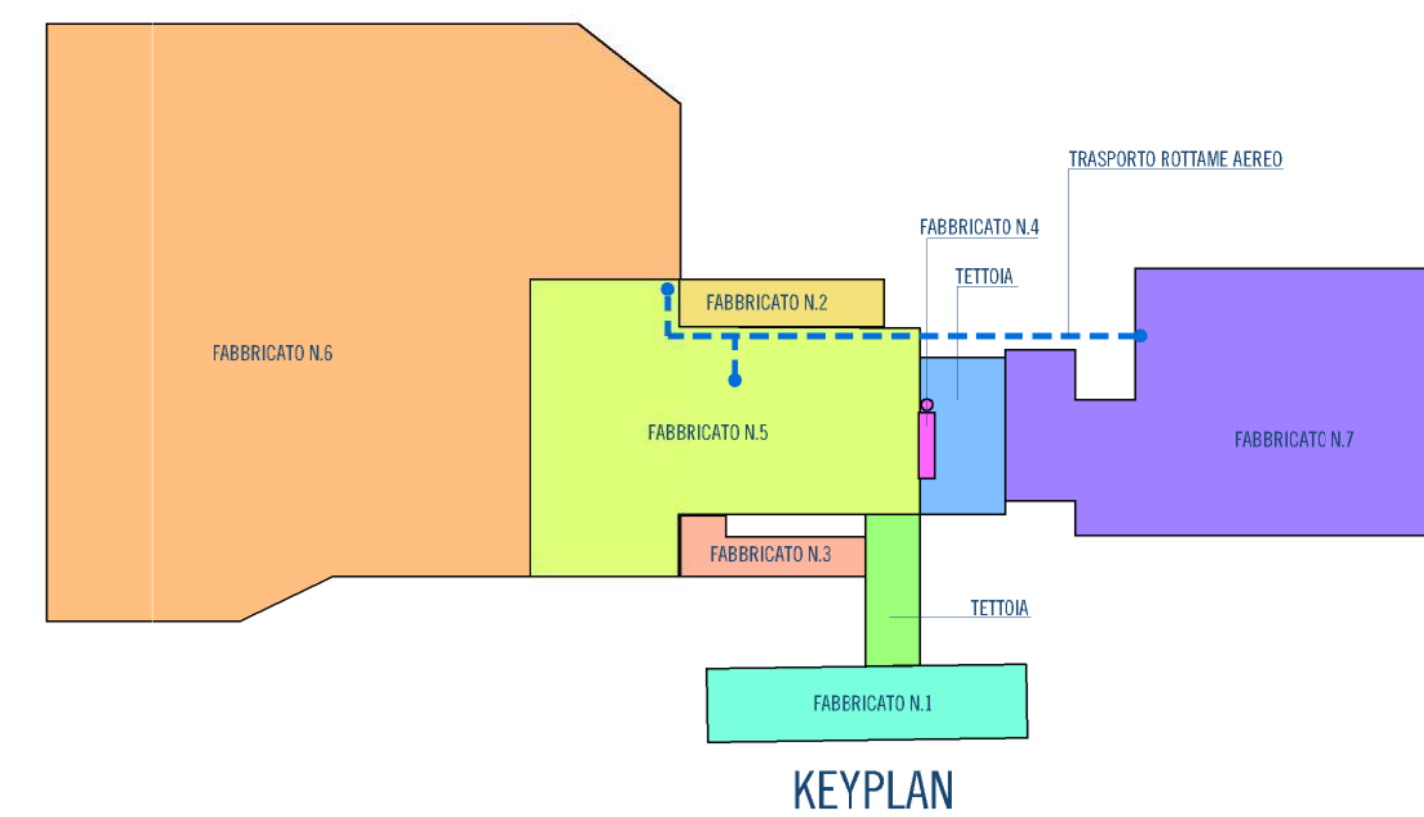 TRASPORTO ROTTAME AEREO
FABBRICATO N.4
TETTOIA
FABBRICATO N.2
FABBRICATO N.6
FABBRICATO N.5
FABBRICATO N.7
FABBRICATO N.3
TETTOIA
FABBRICATO N.1
KEYPLAN